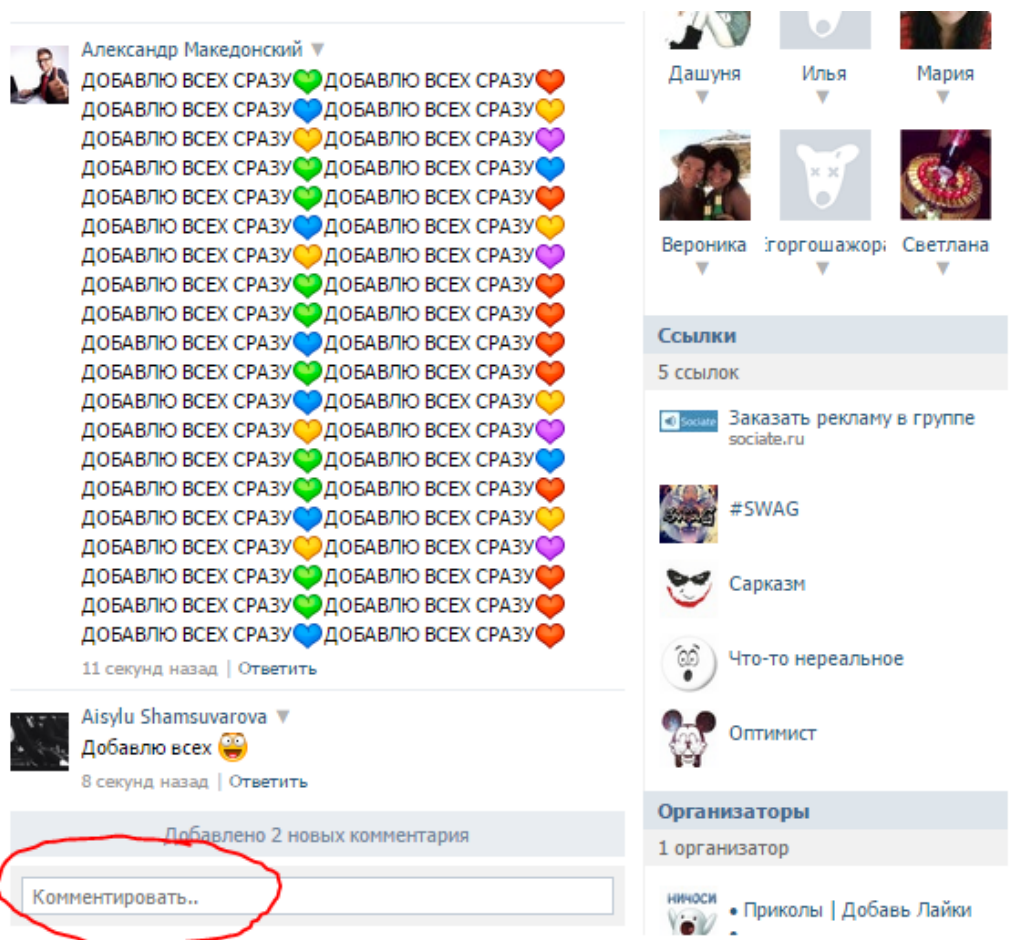 Александр Македонский
ДОБАВЛЮ ВСЕХ СРАЗУ💚ДОБАВЛЮ ВСЕХ СРАЗУ❤
ДОБАВЛЮ ВСЕХ СРАЗУ💙ДОБАВЛЮ ВСЕХ СРАЗУ💛
ДОБАВЛЮ ВСЕХ СРАЗУ💛ДОБАВЛЮ ВСЕХ СРАЗУ💜
ДОБАВЛЮ ВСЕХ СРАЗУ💚ДОБАВЛЮ ВСЕХ СРАЗУ💙
ДОБАВЛЮ ВСЕХ СРАЗУ💚ДОБАВЛЮ ВСЕХ СРАЗУ❤
ДОБАВЛЮ ВСЕХ СРАЗУ💙ДОБАВЛЮ ВСЕХ СРАЗУ💛
ДОБАВЛЮ ВСЕХ СРАЗУ💛ДОБАВЛЮ ВСЕХ СРАЗУ💜
ДОБАВЛЮ ВСЕХ СРАЗУ💚ДОБАВЛЮ ВСЕХ СРАЗУ❤
ДОБАВЛЮ ВСЕХ СРАЗУ💚ДОБАВЛЮ ВСЕХ СРАЗУ❤
ДОБАВЛЮ ВСЕХ СРАЗУ💙ДОБАВЛЮ ВСЕХ СРАЗУ❤
ДОБАВЛЮ ВСЕХ СРАЗУ💚ДОБАВЛЮ ВСЕХ СРАЗУ❤
ДОБАВЛЮ ВСЕХ СРАЗУ💙ДОБАВЛЮ ВСЕХ СРАЗУ💛
ДОБАВЛЮ ВСЕХ СРАЗУ💛ДОБАВЛЮ ВСЕХ СРАЗУ💜
ДОБАВЛЮ ВСЕХ СРАЗУ💚ДОБАВЛЮ ВСЕХ СРАЗУ💙
ДОБАВЛЮ ВСЕХ СРАЗУ💚ДОБАВЛЮ ВСЕХ СРАЗУ❤
ДОБАВЛЮ ВСЕХ СРАЗУ💙ДОБАВЛЮ ВСЕХ СРАЗУ💛
ДОБАВЛЮ ВСЕХ СРАЗУ💛ДОБАВЛЮ ВСЕХ СРАЗУ💜
ДОБАВЛЮ ВСЕХ СРАЗУ💚ДОБАВЛЮ ВСЕХ СРАЗУ❤
ДОБАВЛЮ ВСЕХ СРАЗУ💚ДОБАВЛЮ ВСЕХ СРАЗУ❤
ДОБАВЛЮ ВСЕХ СРАЗУ💙ДОБАВЛЮ ВСЕХ СРАЗУ❤
11 секунд назад | Ответить
Aisylu Shamsuvarova
Добавлю всех
8 секунд назад | Ответить
Добавлено 2 новых комментария
Комментировать..
Дашуня Илья Мария
Вероника Светлана
Ссылки
5 ссылок
Sociate
Заказать рекламу в группе
sociate.ru
#SWAG
Сарказм
Что-то нереальное
Оптимист
Организаторы
1 организатор
НИЧОСИ
• Приколы | Добавь Лайки